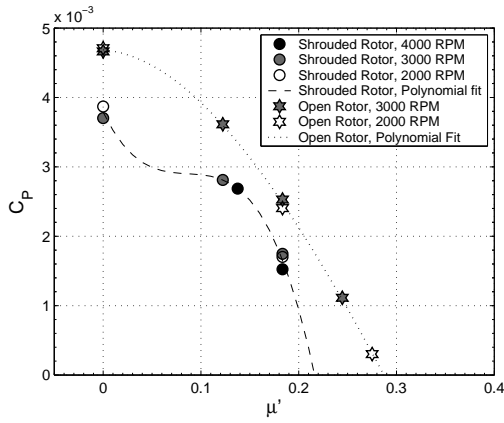 5 x 10⁻³
4
3
2
1
0
C_P
0
0.1
0.2
0.3
0.4
μ'
Shrouded Rotor, 4000 RPM
Shrouded Rotor, 3000 RPM
Shrouded Rotor, 2000 RPM
Shrouded Rotor, Polynomial fit
Open Rotor, 3000 RPM
Open Rotor, 2000 RPM
Open Rotor, Polynomial Fit